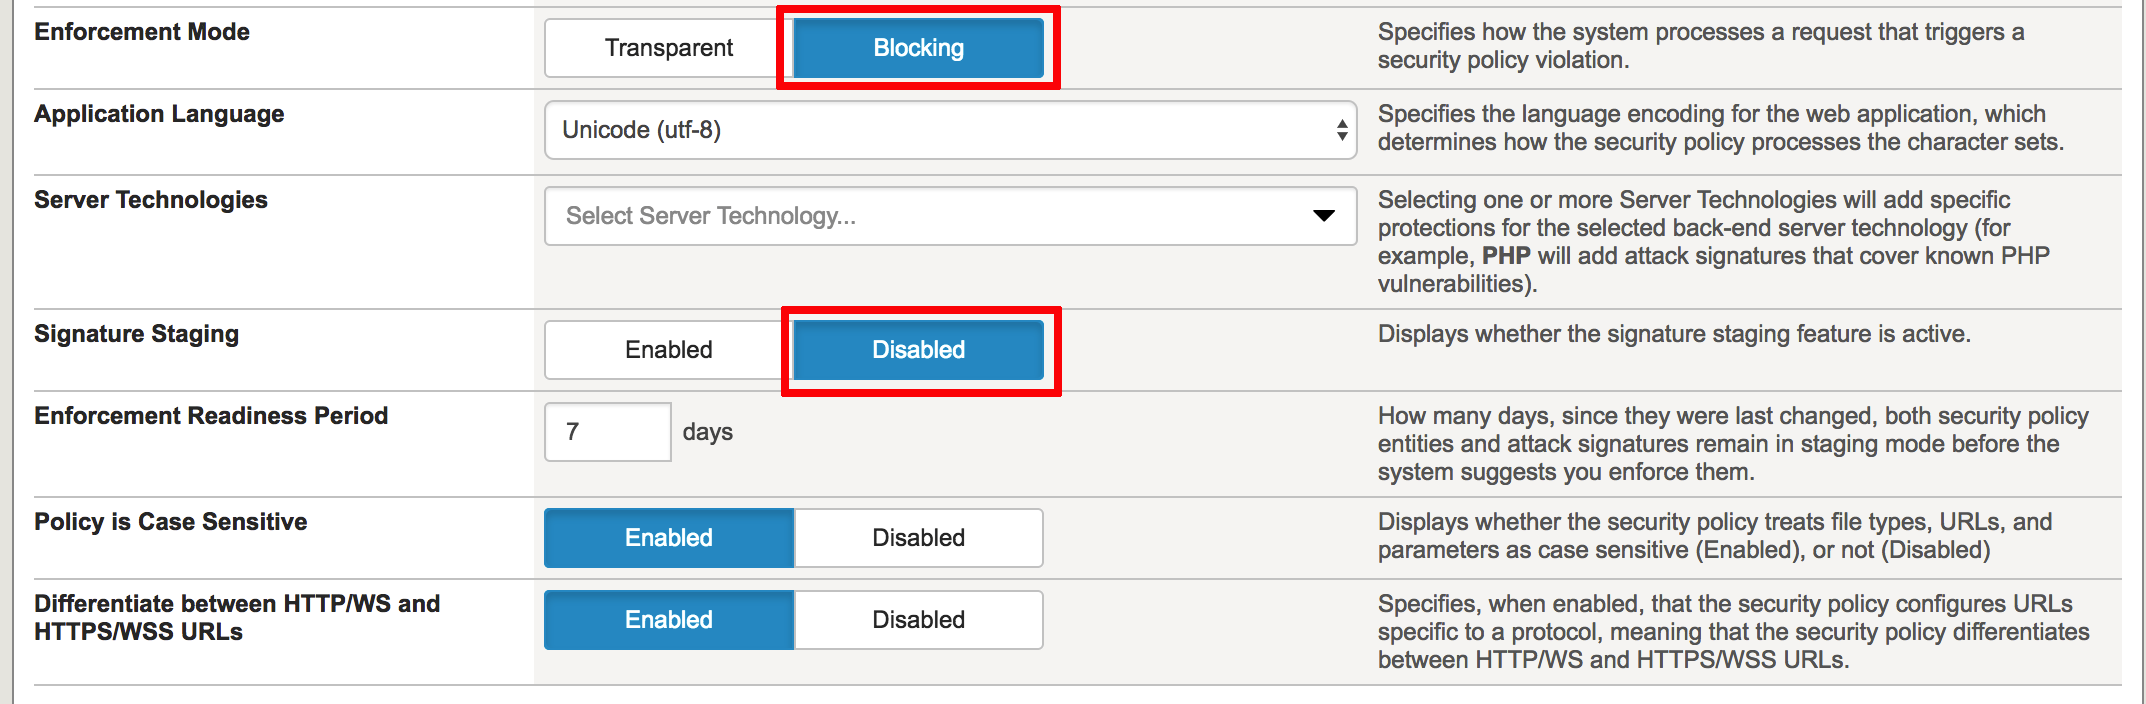 Enforcement Mode
Transparent
Blocking
Specifies how the system processes a request that triggers a
security policy violation.
Application Language
Unicode (utf-8)
Specifies the language encoding for the web application, which
determines how the security policy processes the character sets.
Server Technologies
Select Server Technology...
Selecting one or more Server Technologies will add specific
protections for the selected back-end server technology (for
example, PHP will add attack signatures that cover known PHP
vulnerabilities).
Signature Staging
Enabled
Disabled
Displays whether the signature staging feature is active.
Enforcement Readiness Period
7
days
How many days, since they were last changed, both security policy
entities and attack signatures remain in staging mode before the
system suggests you enforce them.
Policy is Case Sensitive
Enabled
Disabled
Displays whether the security policy treats file types, URLs, and
parameters as case sensitive (Enabled), or not (Disabled)
Differentiate between HTTP/WS and
HTTPS/WSS URLs
Enabled
Disabled
Specifies, when enabled, that the security policy configures URLs
specific to a protocol, meaning that the security policy differentiates
between HTTP/WS and HTTPS/WSS URLs.